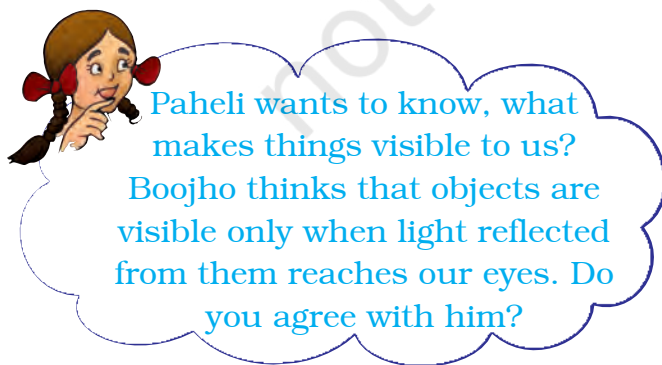 not
Paheli wants to know, what
makes things visible to us?
Boojho thinks that objects are
visible only when light reflected
from them reaches our eyes. Do
you agree with him?